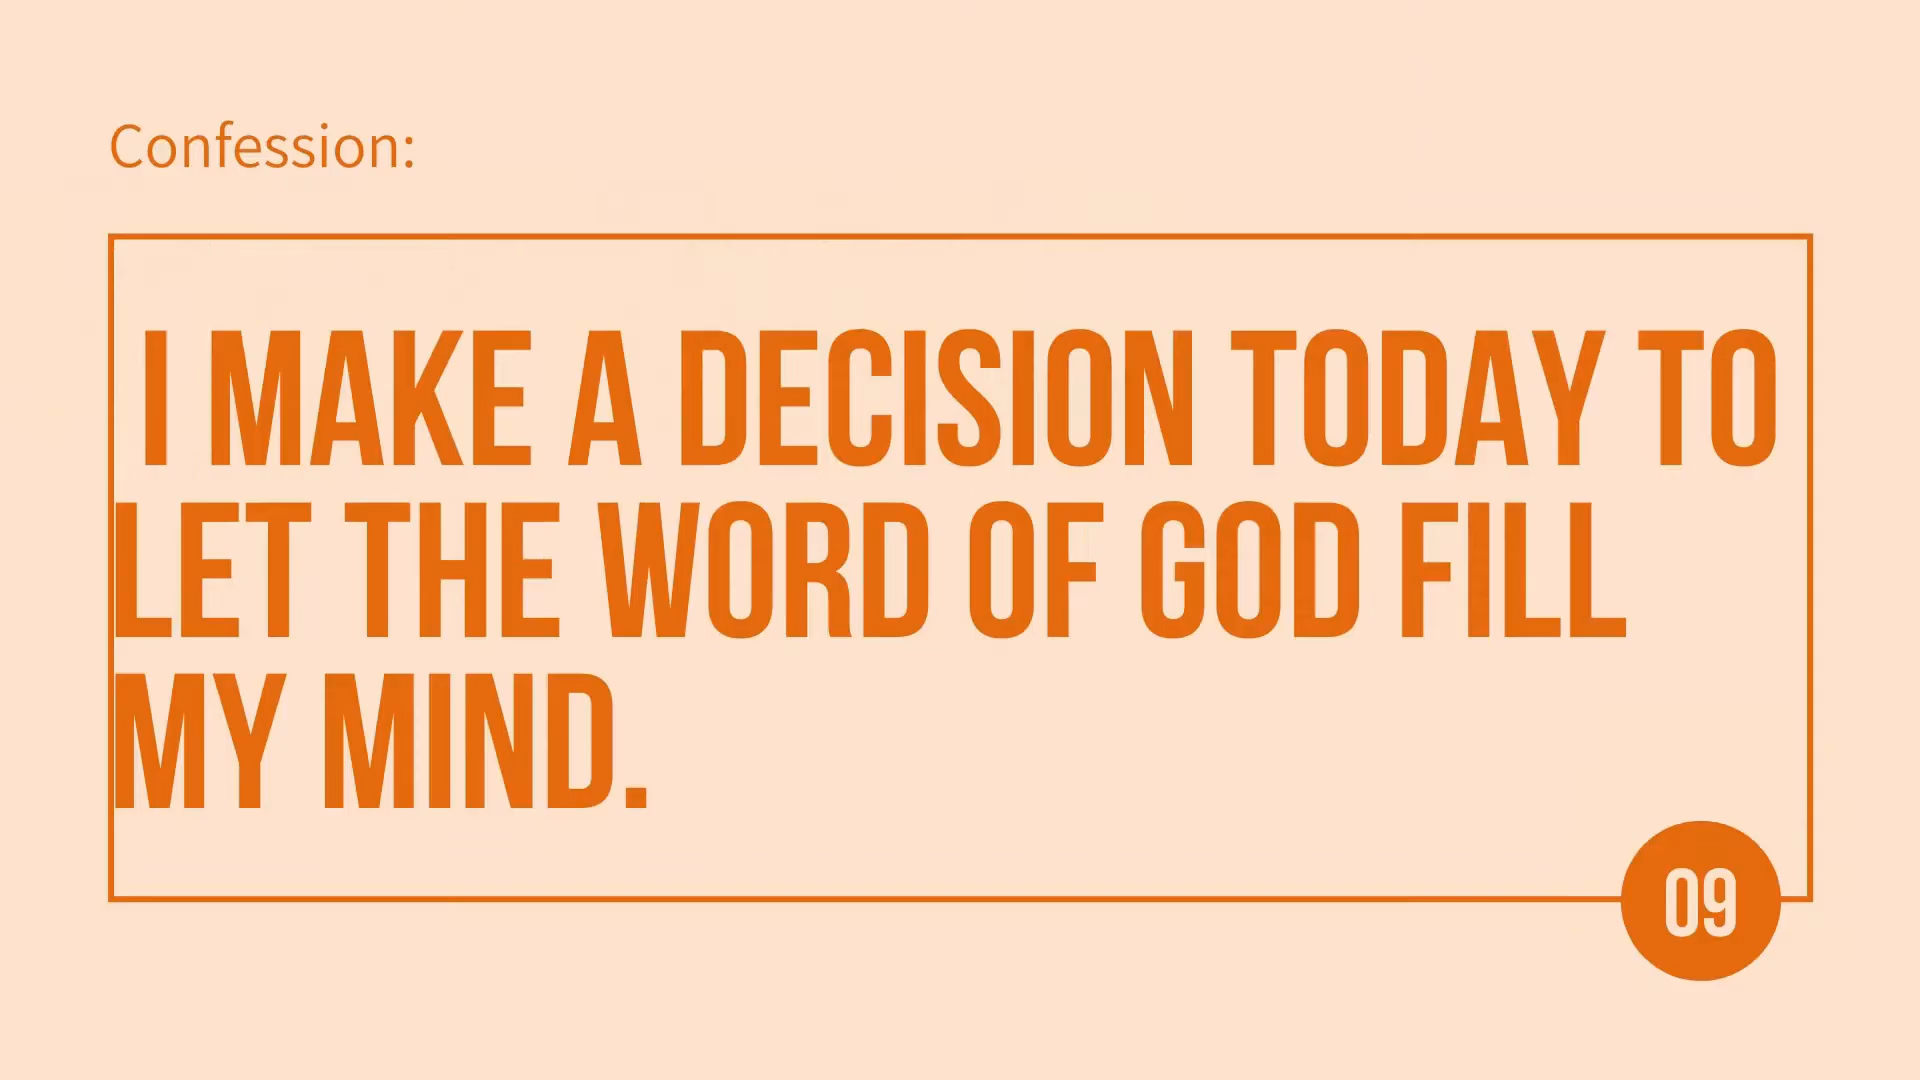 Confession:
I MAKE A DECISION TODAY TO
LET THE WORD OF GOD FILL
MY MIND.
09